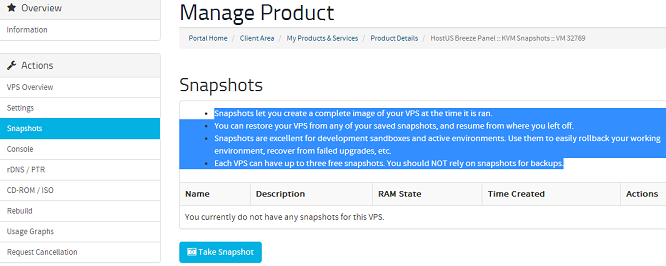 Overview
Information
Actions
VPS Overview
Settings
Snapshots
Console
rDNS / PTR
CD-ROM / ISO
Rebuild
Usage Graphs
Request Cancellation
Manage Product
Portal Home / Client Area / My Products & Services / Product Details / HostUS Breeze Panel :: KVM Snapshots :: VM 32769
Snapshots
Snapshots let you create a complete image of your VPS at the time it is ran.
You can restore your VPS from any of your saved snapshots, and resume from where you left off.
Snapshots are excellent for development sandboxes and active environments. Use them to easily rollback your working
environment, recover from failed upgrades, etc.
Each VPS can have up to three free snapshots. You should NOT rely on snapshots for backups.
Name Description RAM State Time Created Actions
You currently do not have any snapshots for this VPS.
Take Snapshot